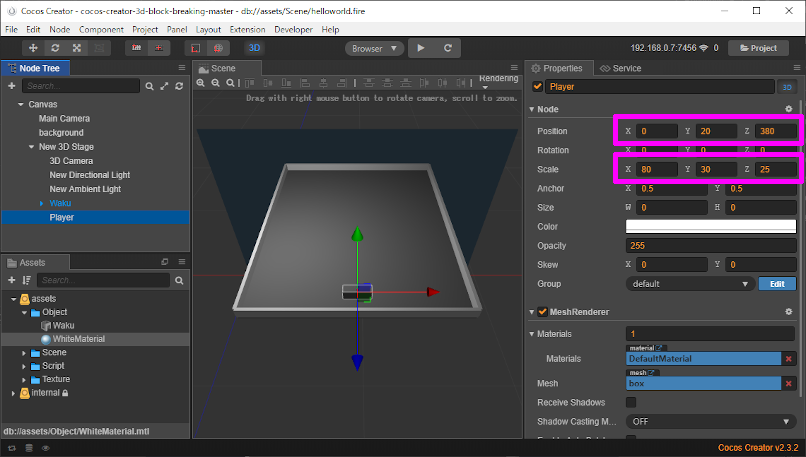 Cocos Creator - cocos-creator-3d-block-breaking-master - db://assets/Scene/helloworld.fire
File Edit Node Component Project Panel Layout Extension Developer Help
3D Browser 192.168.0.7:7456 0 Project
Node Tree
Search...
Canvas
Main Camera
background
New 3D Stage
3D Camera
New Directional Light
New Ambient Light
Waku
Player
Assets
Search...
assets
Object
Waku
WhiteMaterial
Scene
Script
Texture
internal
db://assets/Object/WhiteMaterial.mtl
Scene
Rendering
Drag with right mouse button to rotate camera, scroll to zoom.
Properties Service
Player 3D
Node
Position X 0 Y 20 Z 380
Rotation X 0 Y 0 Z 0
Scale X 80 Y 30 Z 25
Anchor X 0.5 Y 0.5
Size W 0 H 0
Color
Opacity 255
Skew X 0 Y 0
Group default Edit
MeshRenderer
Materials 1
material
Materials DefaultMaterial
mesh
Mesh box
Receive Shadows
Shadow Casting M... OFF
Cocos Creator v2.3.2